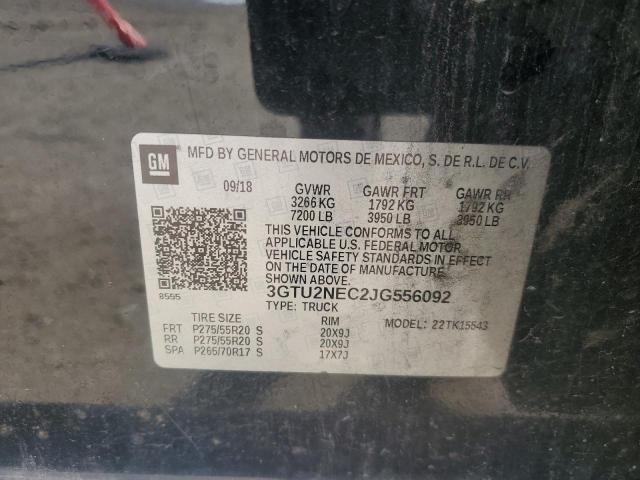 GM
MFD BY GENERAL MOTORS DE MEXICO, S. DE R.L. DE C.V.
09/18 GVWR GAWR FRT GAWR RR
3266 KG 1792 KG 1792 KG
7200 LB 3950 LB 3950 LB
THIS VEHICLE CONFORMS TO ALL
APPLICABLE U.S. FEDERAL MOTOR
VEHICLE SAFETY STANDARDS IN EFFECT
ON THE DATE OF MANUFACTURE SHOWN ABOVE.
8595
3GTU2NEC2JG556092
TYPE: TRUCK
TIRE SIZE RIM MODEL: 22TK15543
FRT P275/55R20 S 20X9J
RR P275/55R20 S 20X9J
SPA P265/70R17 S 17X7J